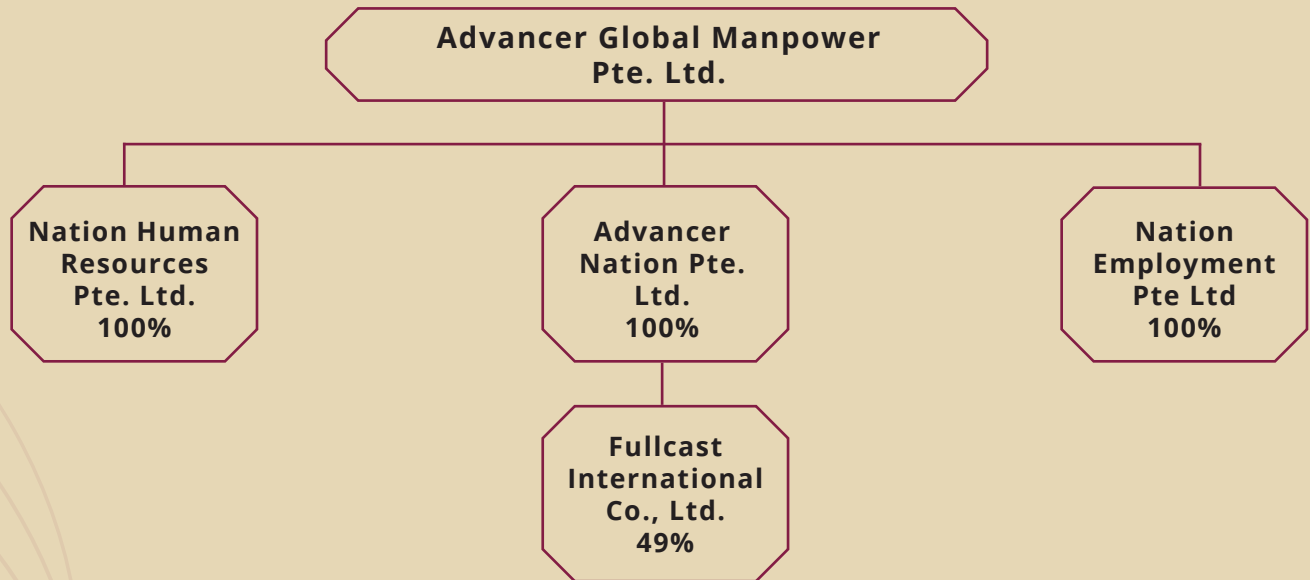 Advancer Global Manpower
Pte. Ltd.
Nation Human
Resources
Pte. Ltd.
100%
Advancer
Nation Pte.
Ltd.
100%
Nation
Employment
Pte Ltd
100%
Fullcast
International
Co., Ltd.
49%